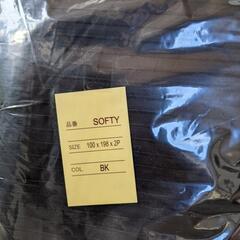 品番 SOFTY
SIZE 100 x 198 x 2P
COL. BK